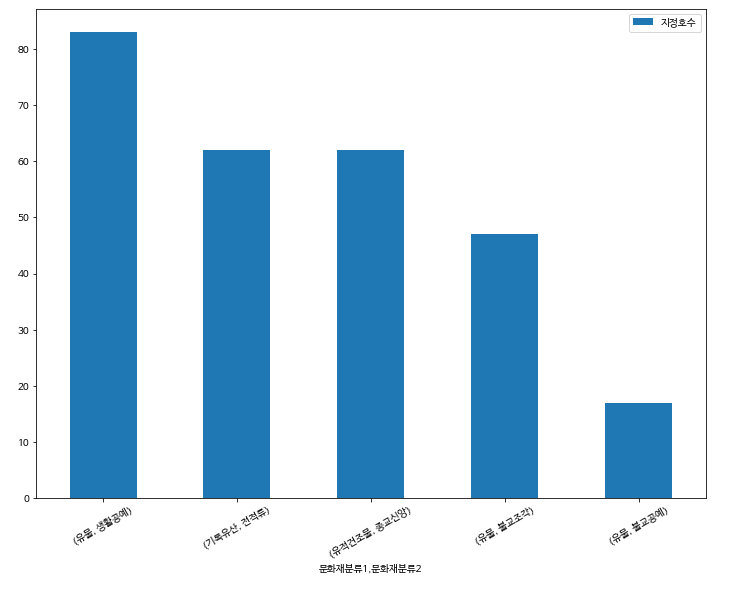 지정호수
80
70
60
50
40
30
20
10
0
(유물, 생활공예)
(기록유산, 전적류)
(유적건조물, 종교신앙)
(유물, 불교조각)
(유물, 불교공예)
문화재분류1,문화재분류2